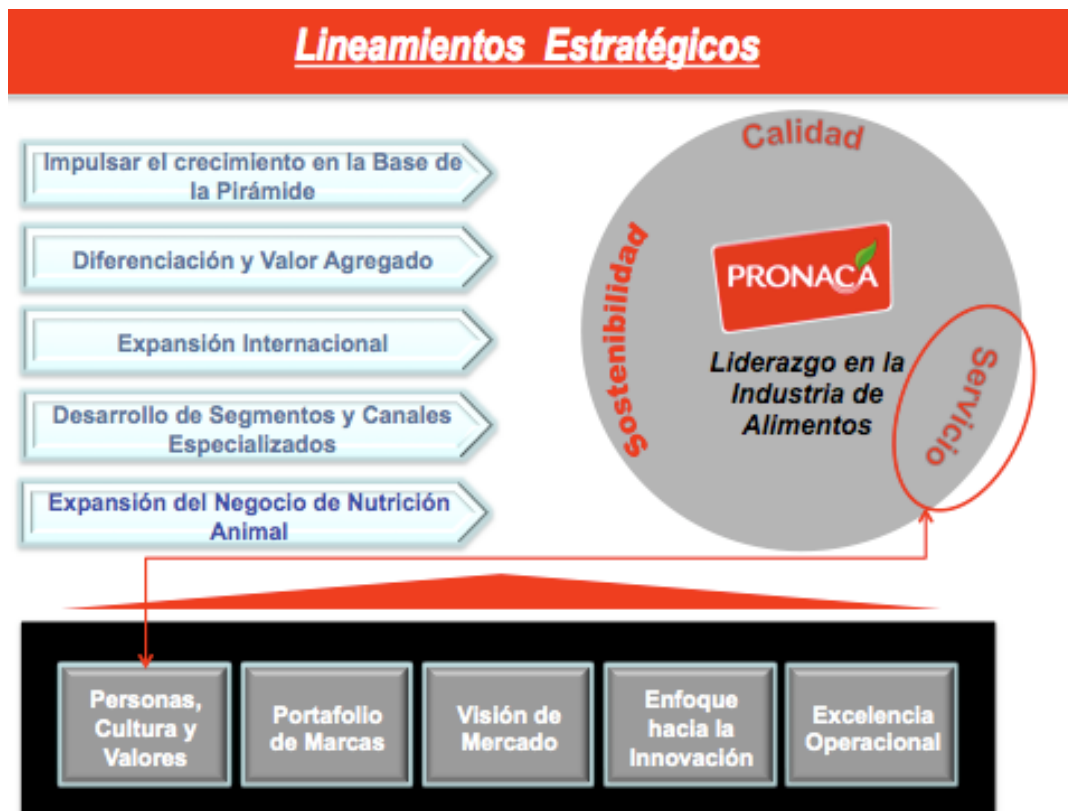 Lineamientos Estratégicos
Impulsar el crecimiento en la Base de
la Pirámide
Diferenciación y Valor Agregado
Expansión Internacional
Desarrollo de Segmentos y Canales
Especializados
Expansión del Negocio de Nutrición
Animal
Calidad
Sostenibilidad
PRONACA
Liderazgo en la
Industria de
Alimentos
Servicio
Personas,
Cultura y
Valores
Portafolio
de Marcas
Visión de
Mercado
Enfoque
hacia la
Innovación
Excelencia
Operacional